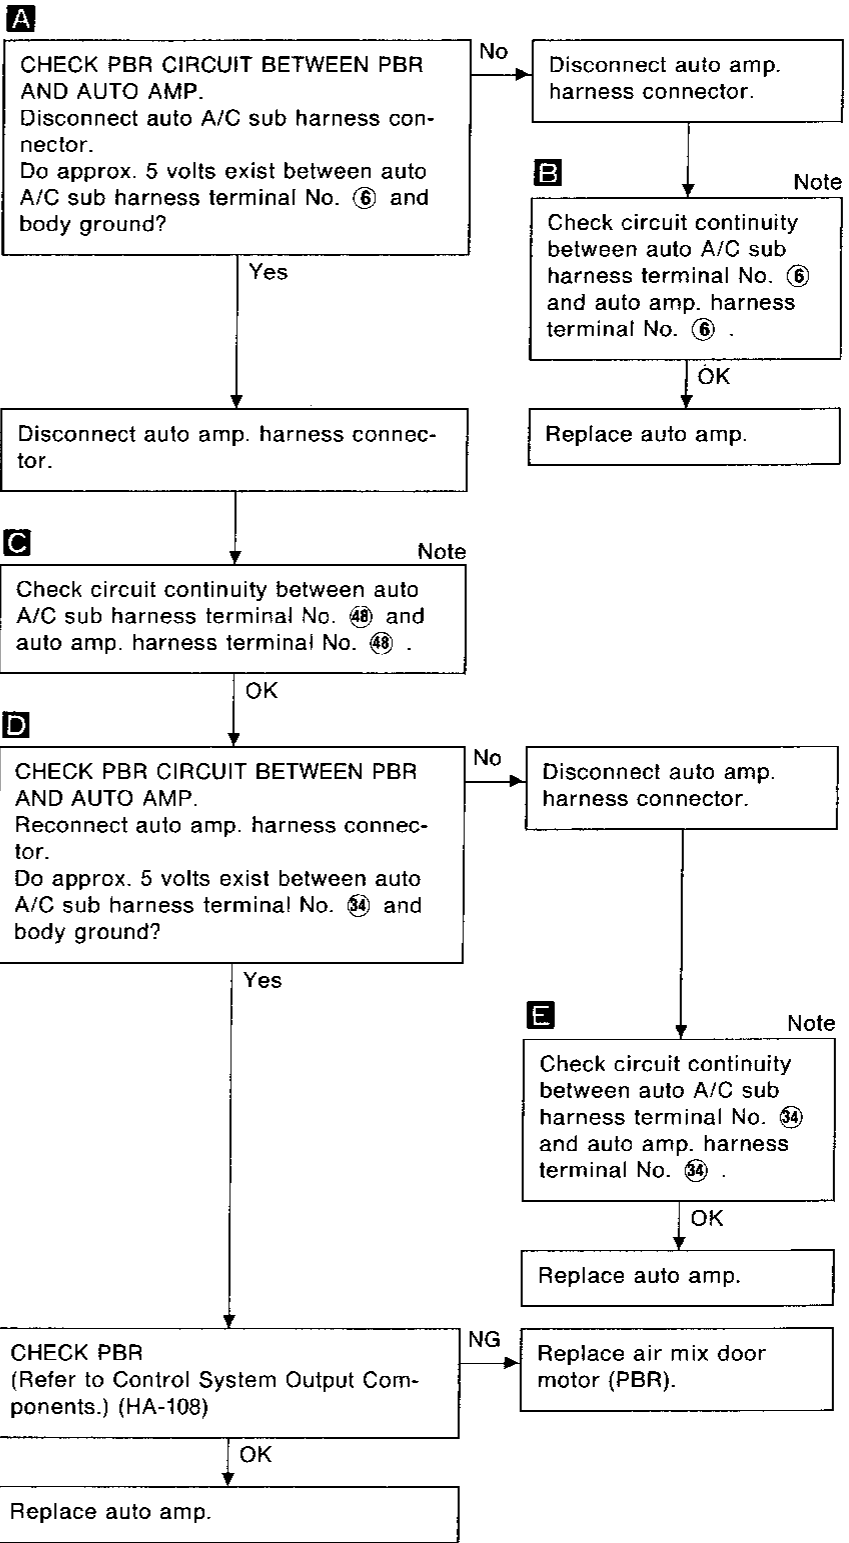 A
CHECK PBR CIRCUIT BETWEEN PBR
AND AUTO AMP.
Disconnect auto A/C sub harness con-
nector.
Do approx. 5 volts exist between auto
A/C sub harness terminal No. ⑥ and
body ground?
No
Disconnect auto amp.
harness connector.
B
Note
Check circuit continuity
between auto A/C sub
harness terminal No. ⑥
and auto amp. harness
terminal No. ⑥ .
OK
Replace auto amp.
Yes
Disconnect auto amp. harness connec-
tor.
C
Note
Check circuit continuity between auto
A/C sub harness terminal No. ㊽ and
auto amp. harness terminal No. ㊽ .
OK
D
CHECK PBR CIRCUIT BETWEEN PBR
AND AUTO AMP.
Reconnect auto amp. harness connec-
tor.
Do approx. 5 volts exist between auto
A/C sub harness terminal No. ㉞ and
body ground?
No
Disconnect auto amp.
harness connector.
E
Note
Check circuit continuity
between auto A/C sub
harness terminal No. ㉞
and auto amp. harness
terminal No. ㉞ .
OK
Replace auto amp.
Yes
CHECK PBR
(Refer to Control System Output Com-
ponents.) (HA-108)
NG
Replace air mix door
motor (PBR).
OK
Replace auto amp.